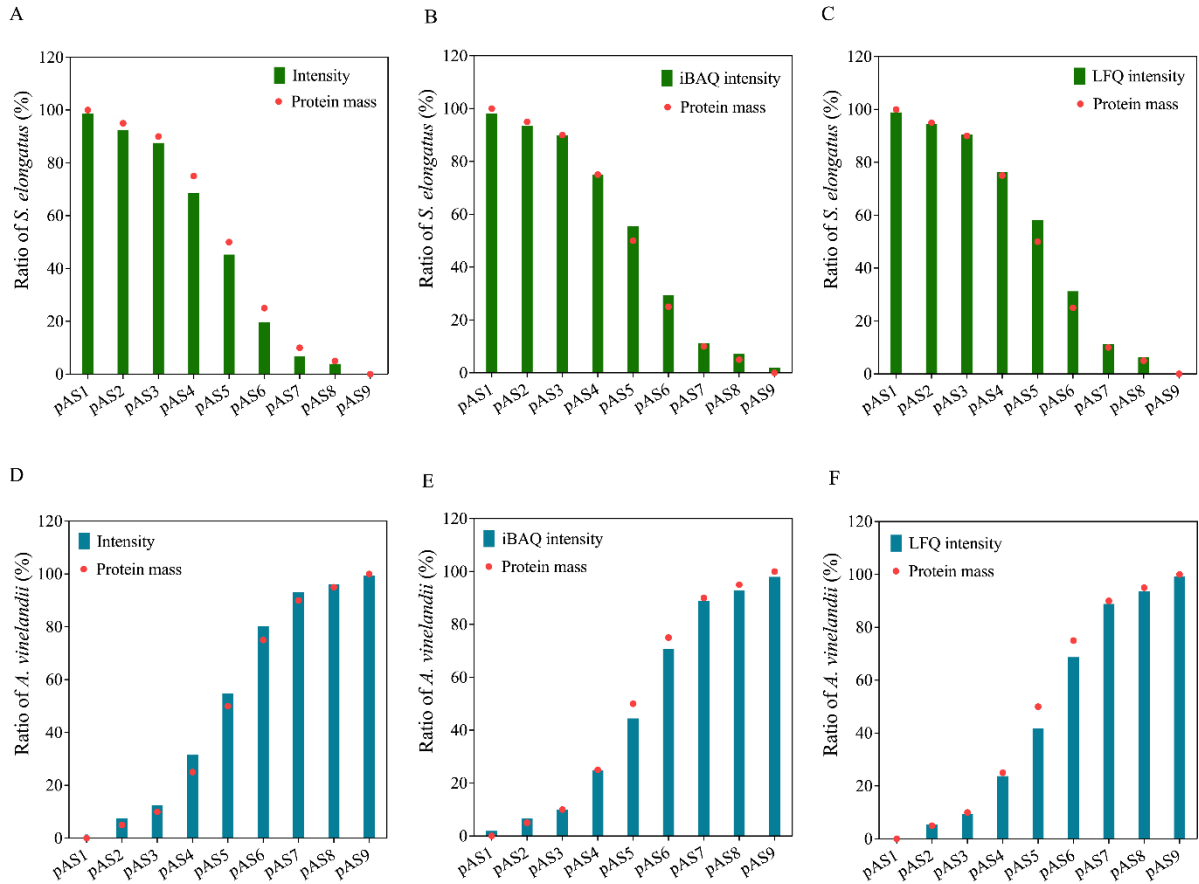 A
Ratio of S. elongatus (%)
120
100
80
60
40
20
0
Intensity
Protein mass
pAS1 pAS2 pAS3 pAS4 pAS5 pAS6 pAS7 pAS8 pAS9
B
Ratio of S. elongatus (%)
120
100
80
60
40
20
0
iBAQ intensity
Protein mass
pAS1 pAS2 pAS3 pAS4 pAS5 pAS6 pAS7 pAS8 pAS9
C
Ratio of S. elongatus (%)
120
100
80
60
40
20
0
LFQ intensity
Protein mass
pAS1 pAS2 pAS3 pAS4 pAS5 pAS6 pAS7 pAS8 pAS9
D
Ratio of A. vinelandii (%)
120
100
80
60
40
20
0
Intensity
Protein mass
pAS1 pAS2 pAS3 pAS4 pAS5 pAS6 pAS7 pAS8 pAS9
E
Ratio of A. vinelandii (%)
120
100
80
60
40
20
0
iBAQ intensity
Protein mass
pAS1 pAS2 pAS3 pAS4 pAS5 pAS6 pAS7 pAS8 pAS9
F
Ratio of A. vinelandii (%)
120
100
80
60
40
20
0
LFQ intensity
Protein mass
pAS1 pAS2 pAS3 pAS4 pAS5 pAS6 pAS7 pAS8 pAS9